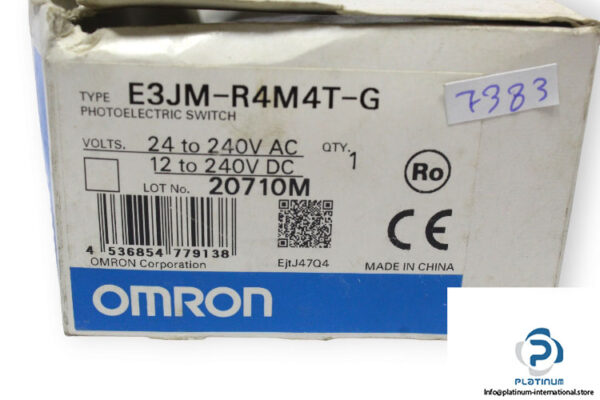 TYPE E3JM-R4M4T-G
PHOTOELECTRIC SWITCH
7383
VOLTS. 24 to 240V AC QTY. 1
12 to 240V DC
Ro
LOT No. 20710M
CE
4 536854 779138
EjtJ47Q4
OMRON Corporation
MADE IN CHINA
OMRON
PLATINUM
Info@platinum-international.store